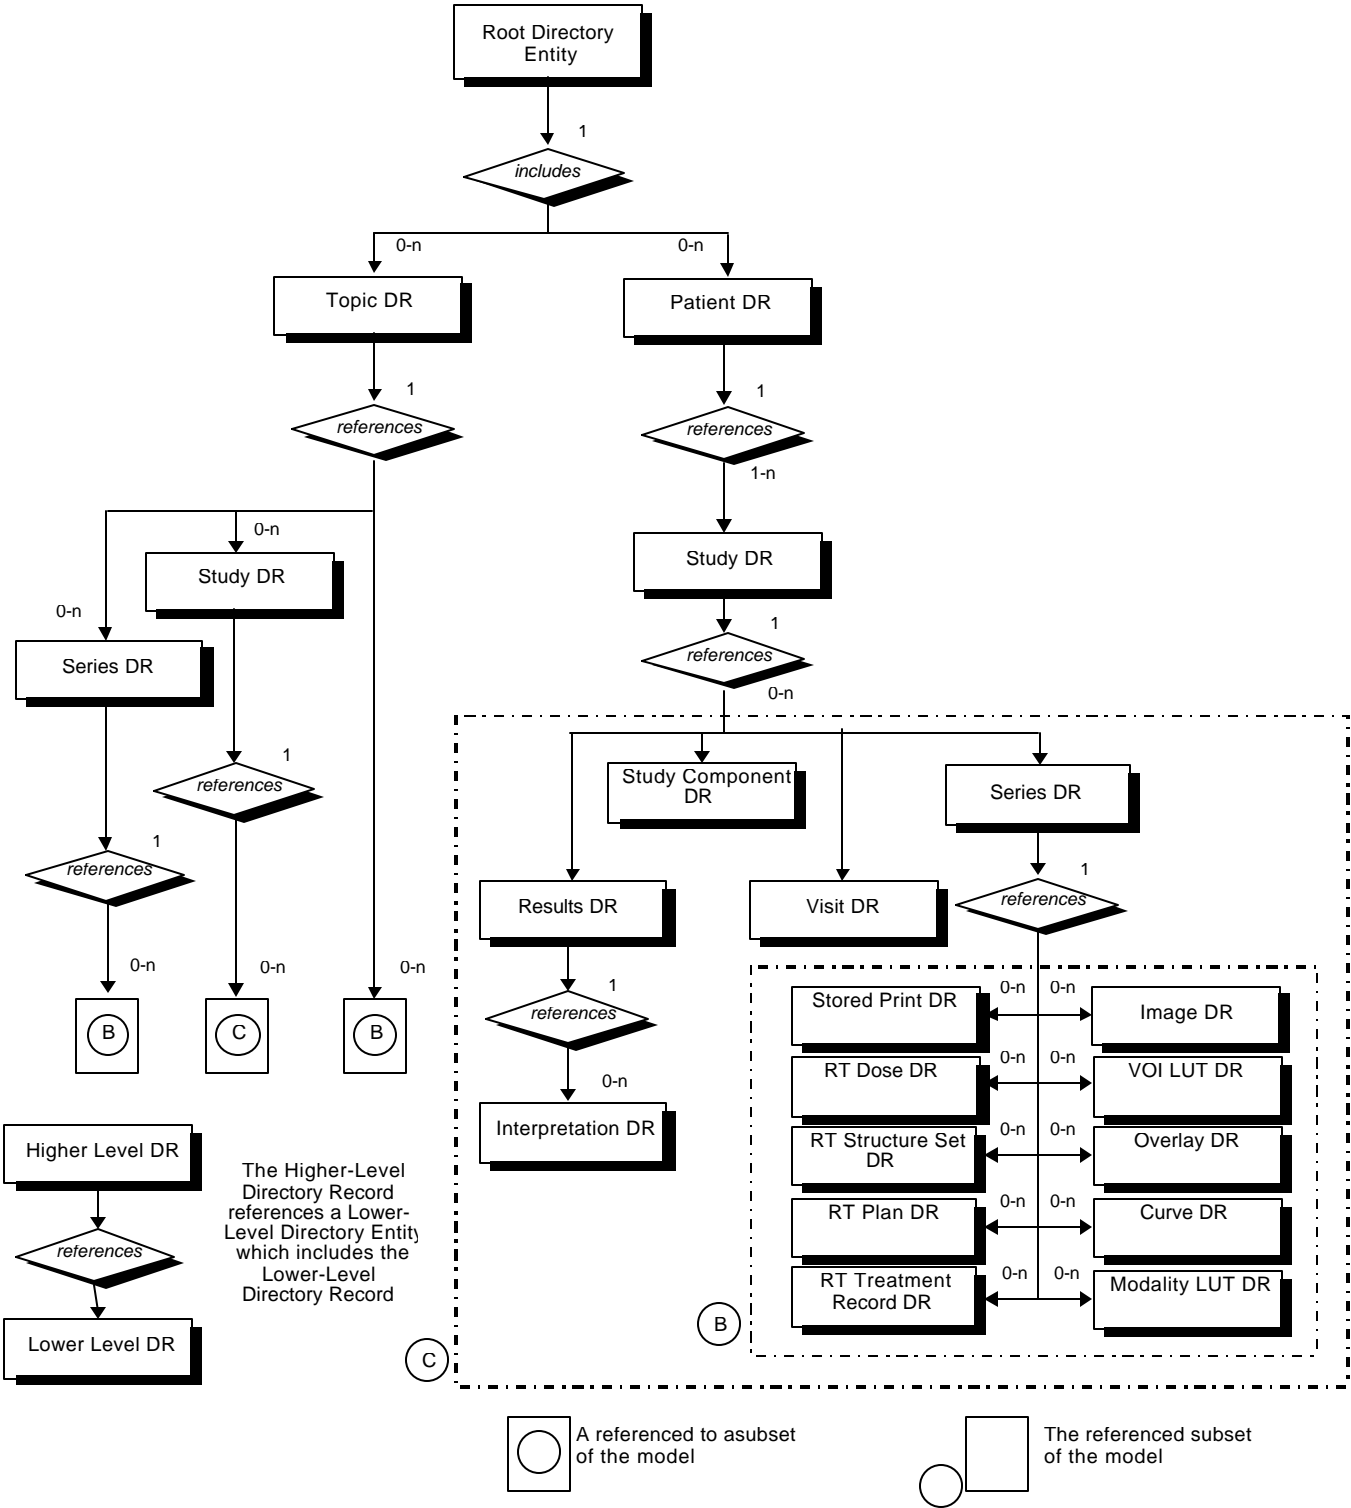 Root Directory
Entity
1
includes
0-n
0-n
Topic DR
Patient DR
1
references
1
references
1-n
0-n
Study DR
Study DR
0-n
Series DR
1
references
0-n
1
references
1
references
0-n
0-n
0-n
B
C
B
Study Component
DR
Series DR
1
references
Results DR
Visit DR
1
references
0-n
Interpretation DR
0-n
0-n
Stored Print DR
Image DR
0-n
0-n
RT Dose DR
VOI LUT DR
0-n
0-n
RT Structure Set
DR
Overlay DR
0-n
0-n
RT Plan DR
Curve DR
0-n
0-n
RT Treatment
Record DR
Modality LUT DR
B
C
Higher Level DR
references
Lower Level DR
The Higher-Level
Directory Record
references a Lower-
Level Directory Entity
which includes the
Lower-Level
Directory Record
A referenced to asubset
of the model
The referenced subset
of the model